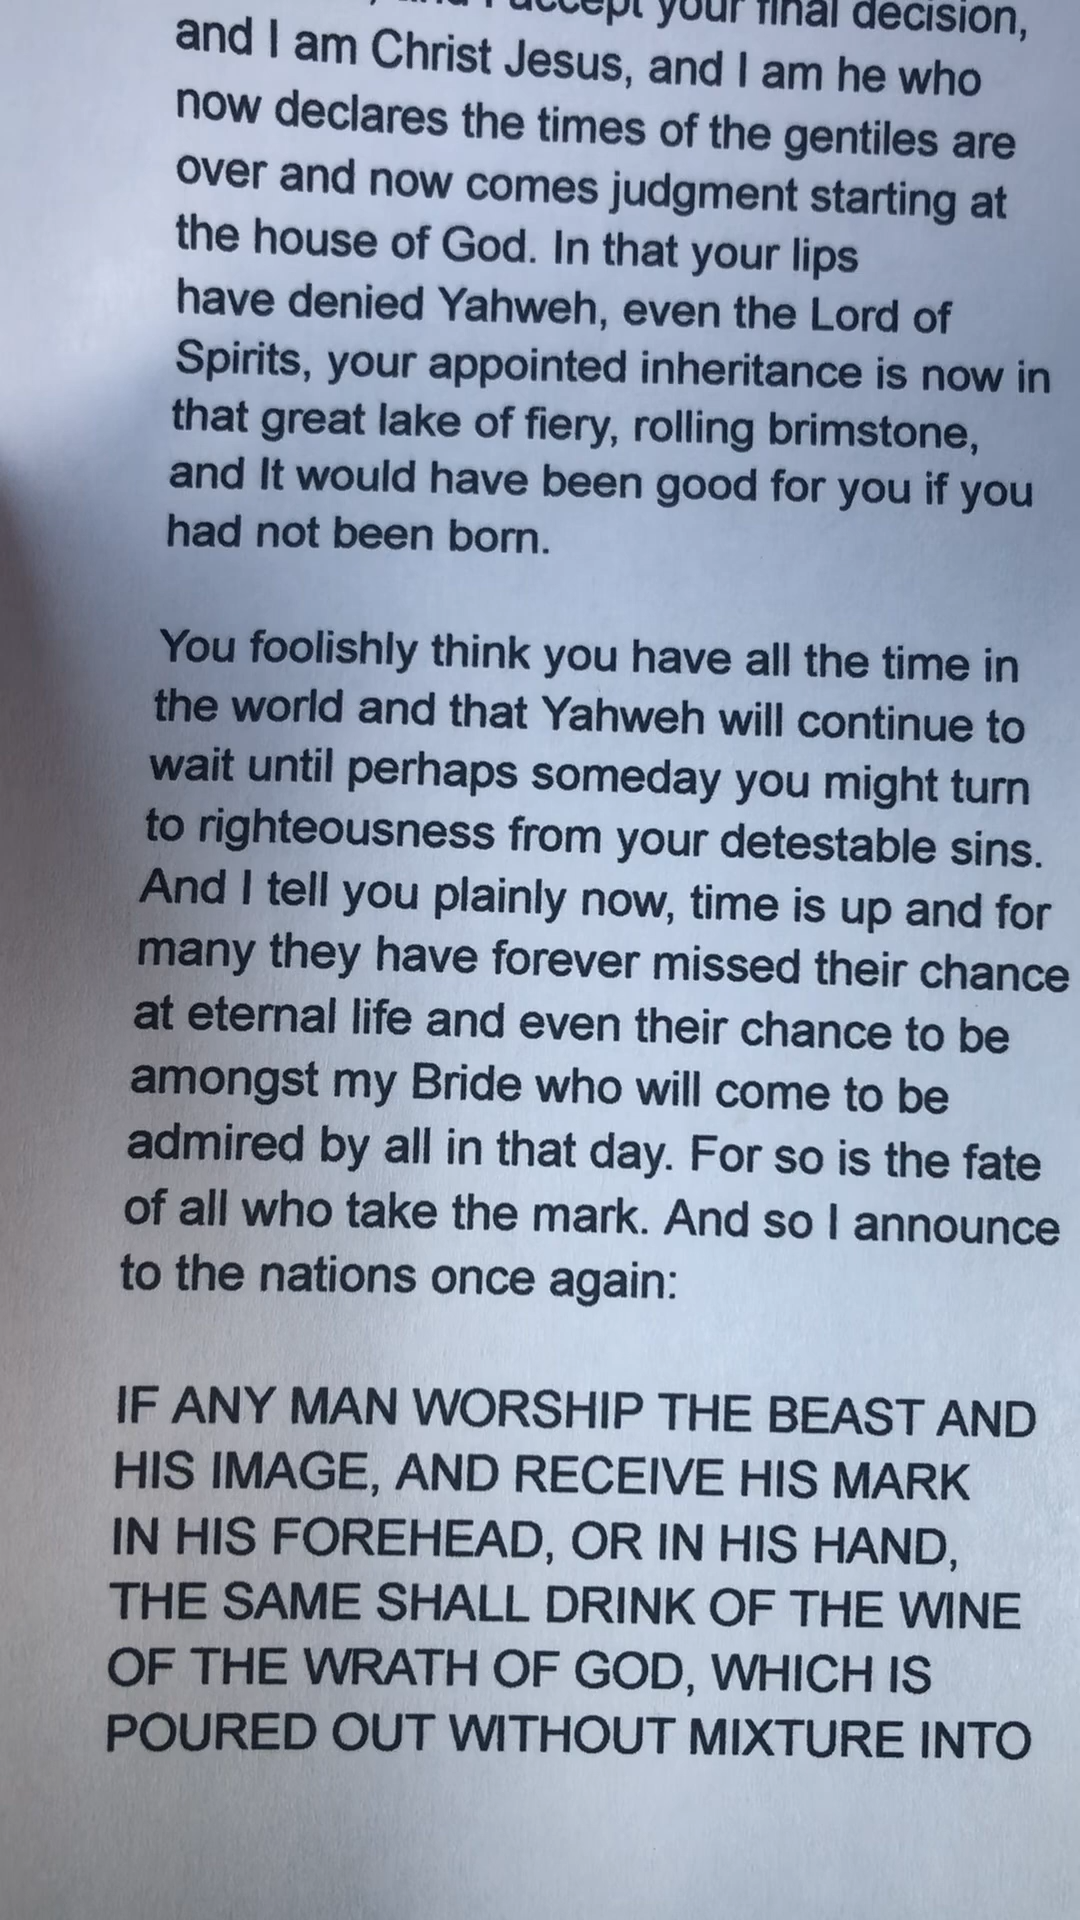 accept your final decision,
and I am Christ Jesus, and I am he who
now declares the times of the gentiles are
over and now comes judgment starting at
the house of God. In that your lips
have denied Yahweh, even the Lord of
Spirits, your appointed inheritance is now in
that great lake of fiery, rolling brimstone,
and It would have been good for you if you
had not been born.
You foolishly think you have all the time in
the world and that Yahweh will continue to
wait until perhaps someday you might turn
to righteousness from your detestable sins.
And I tell you plainly now, time is up and for
many they have forever missed their chance
at eternal life and even their chance to be
amongst my Bride who will come to be
admired by all in that day. For so is the fate
of all who take the mark. And so I announce
to the nations once again:
IF ANY MAN WORSHIP THE BEAST AND
HIS IMAGE, AND RECEIVE HIS MARK
IN HIS FOREHEAD, OR IN HIS HAND,
THE SAME SHALL DRINK OF THE WINE
OF THE WRATH OF GOD, WHICH IS
POURED OUT WITHOUT MIXTURE INTO